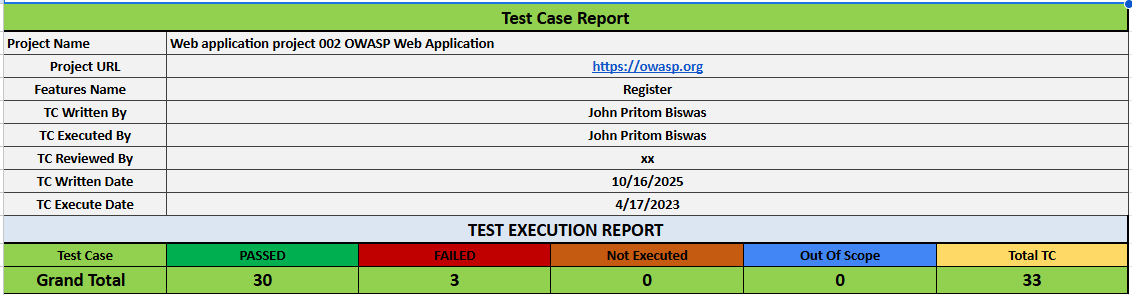 Test Case Report
Project Name Web application project 002 OWASP Web Application
Project URL https://owasp.org
Features Name Register
TC Written By John Pritom Biswas
TC Executed By John Pritom Biswas
TC Reviewed By xx
TC Written Date 10/16/2025
TC Execute Date 4/17/2023
TEST EXECUTION REPORT
Test Case PASSED FAILED Not Executed Out Of Scope Total TC
Grand Total 30 3 0 0 33